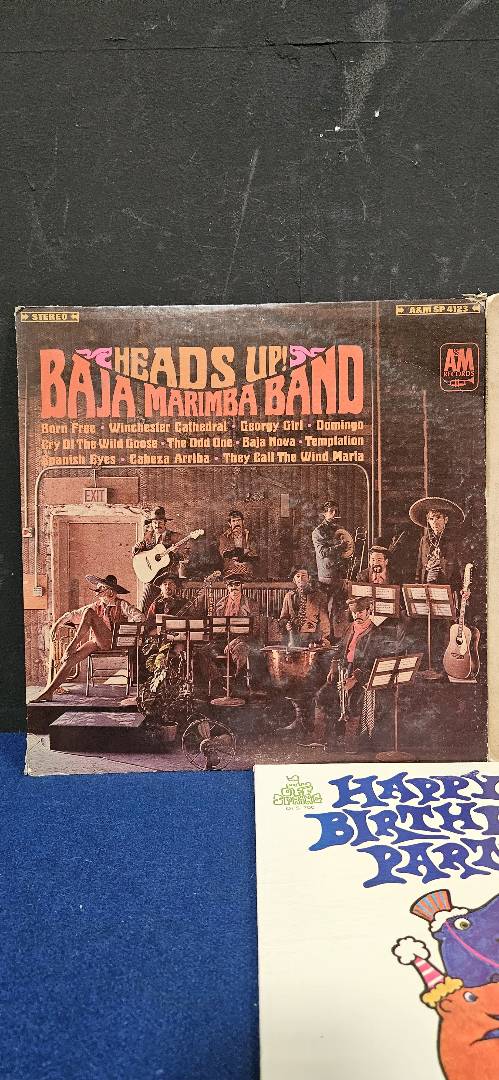 STEREO
A&M SP 4123
HEADS UP!
BAJA MARIMBA BAND
A&M
RECORDS
Born Free • Winchester Cathedral • Georgy Girl • Domingo
Cry Of The Wild Goose • The Odd One • Baja Nova • Temptation
Spanish Eyes • Cabeza Arriba • They Call The Wind Maria
EXIT
OFF
SPRING
HAPPY
BIRTH
PART